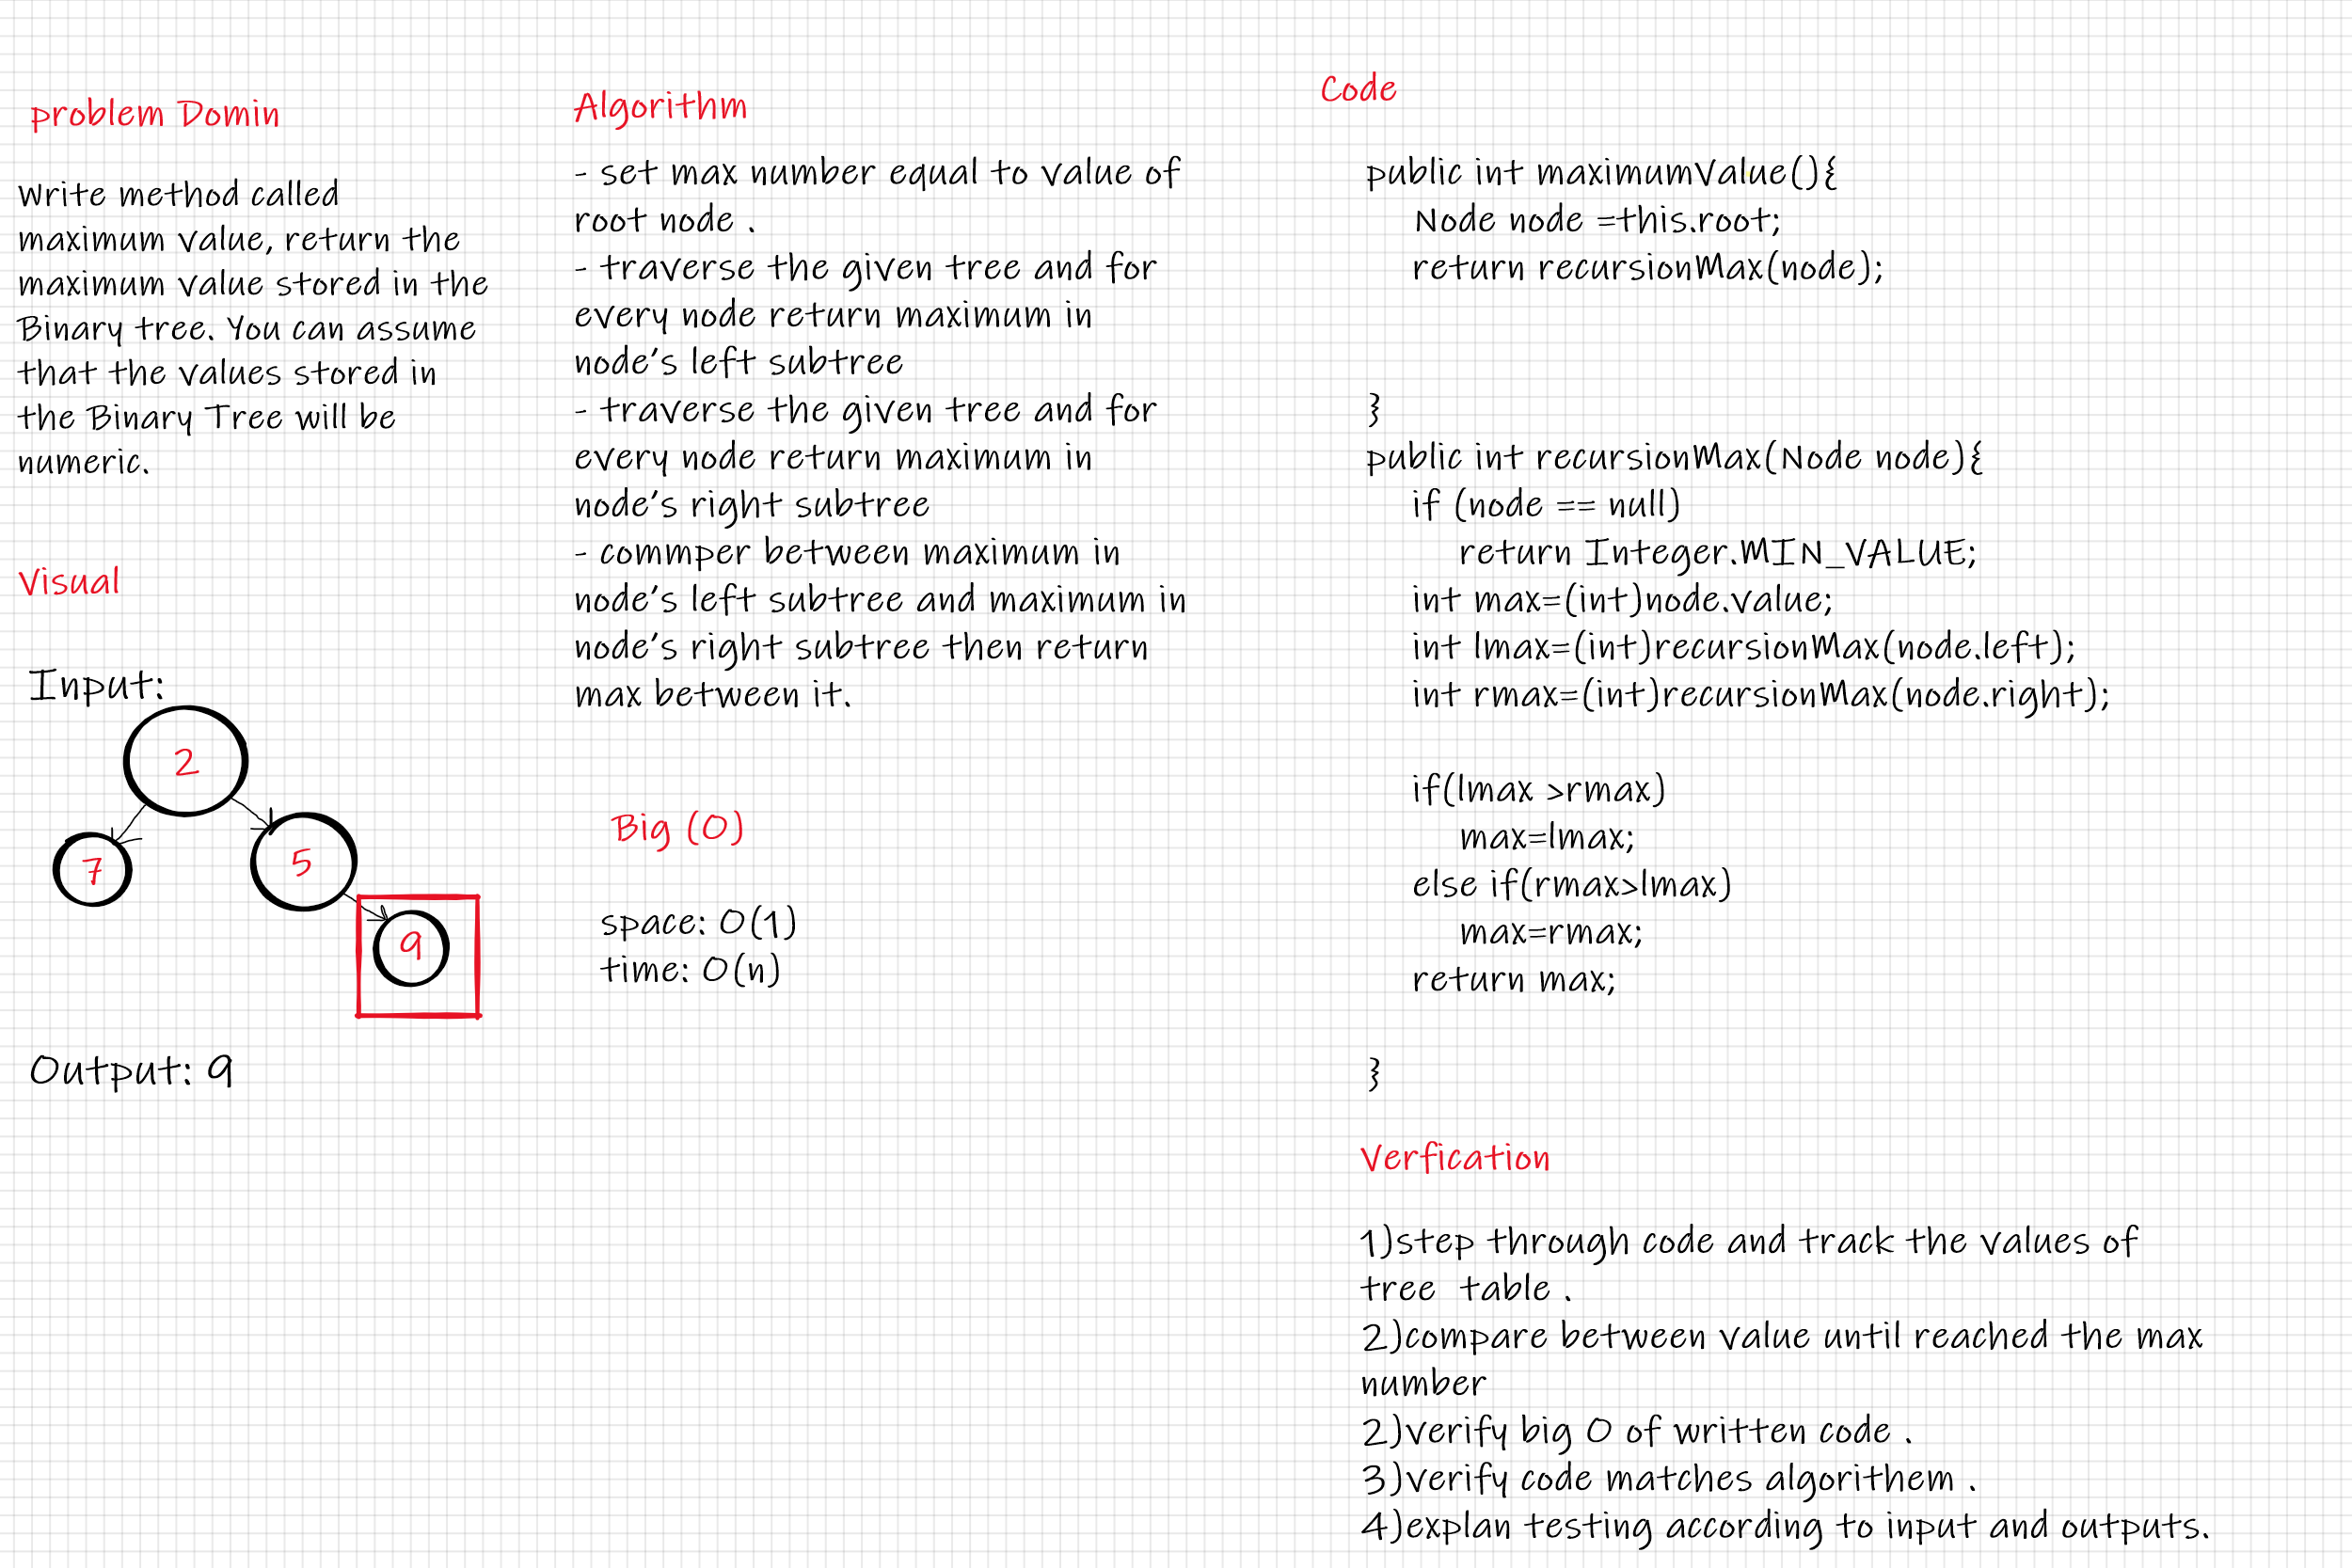 problem Domin
Write method called
maximum value, return the
maximum value stored in the
Binary tree. You can assume
that the values stored in
the Binary Tree will be
numeric.
Visual
Input:
2
7
5
9
Output: 9
Algorithm
- set max number equal to value of
root node .
- traverse the given tree and for
every node return maximum in
node's left subtree
- traverse the given tree and for
every node return maximum in
node's right subtree
- commper between maximum in
node's left subtree and maximum in
node's right subtree then return
max between it.
Big (O)
space: O(1)
time: O(n)
Code
public int maximumValue(){
Node node =this.root;
return recursionMax(node);
}
public int recursionMax(Node node){
if (node == null)
return Integer.MIN_VALUE;
int max=(int)node.value;
int lmax=(int)recursionMax(node.left);
int rmax=(int)recursionMax(node.right);
if(lmax >rmax)
max=lmax;
else if(rmax>lmax)
max=rmax;
return max;
}
Verfication
1)step through code and track the values of
tree  table .
2)compare between value until reached the max
number
2)verify big O of written code .
3)verify code matches algorithem .
4)explan testing according to input and outputs.